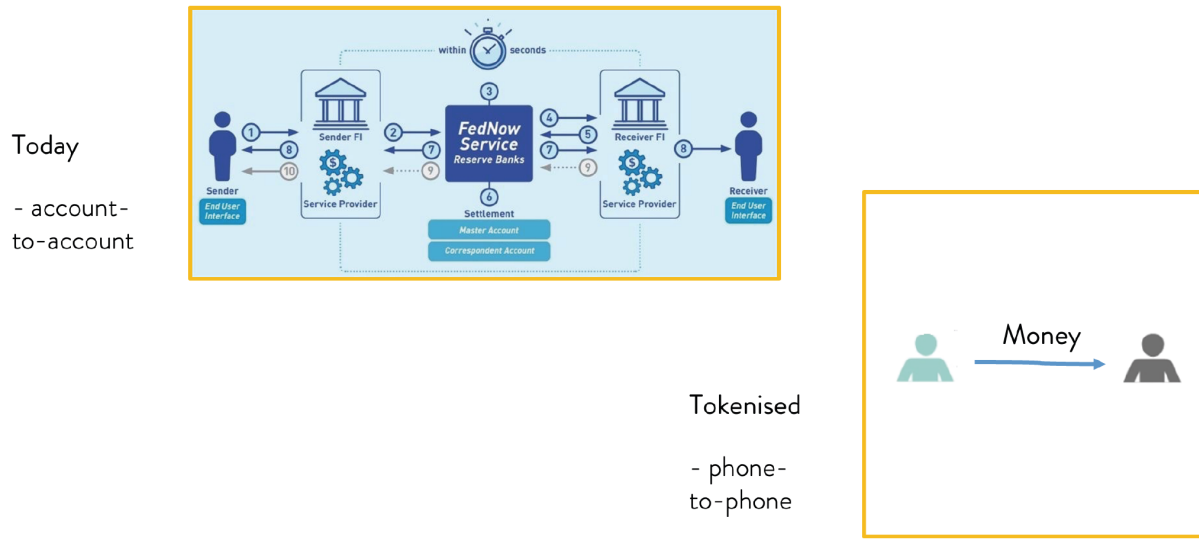 Today
- account-
to-account
within seconds
3
1
8
10
Sender
End User
Interface
Sender FI
$
Service Provider
2
7
9
FedNow
Service
Reserve Banks
6
Settlement
Master Account
Correspondent Account
4
5
7
9
Receiver FI
$
Service Provider
8
Receiver
End User
Interface
Money
Tokenised
- phone-
to-phone